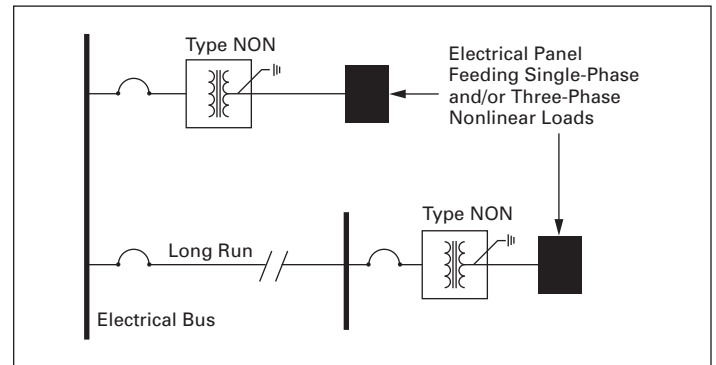 Type NON
Electrical Panel
Feeding Single-Phase
and/or Three-Phase
Nonlinear Loads
Type NON
Long Run
Electrical Bus